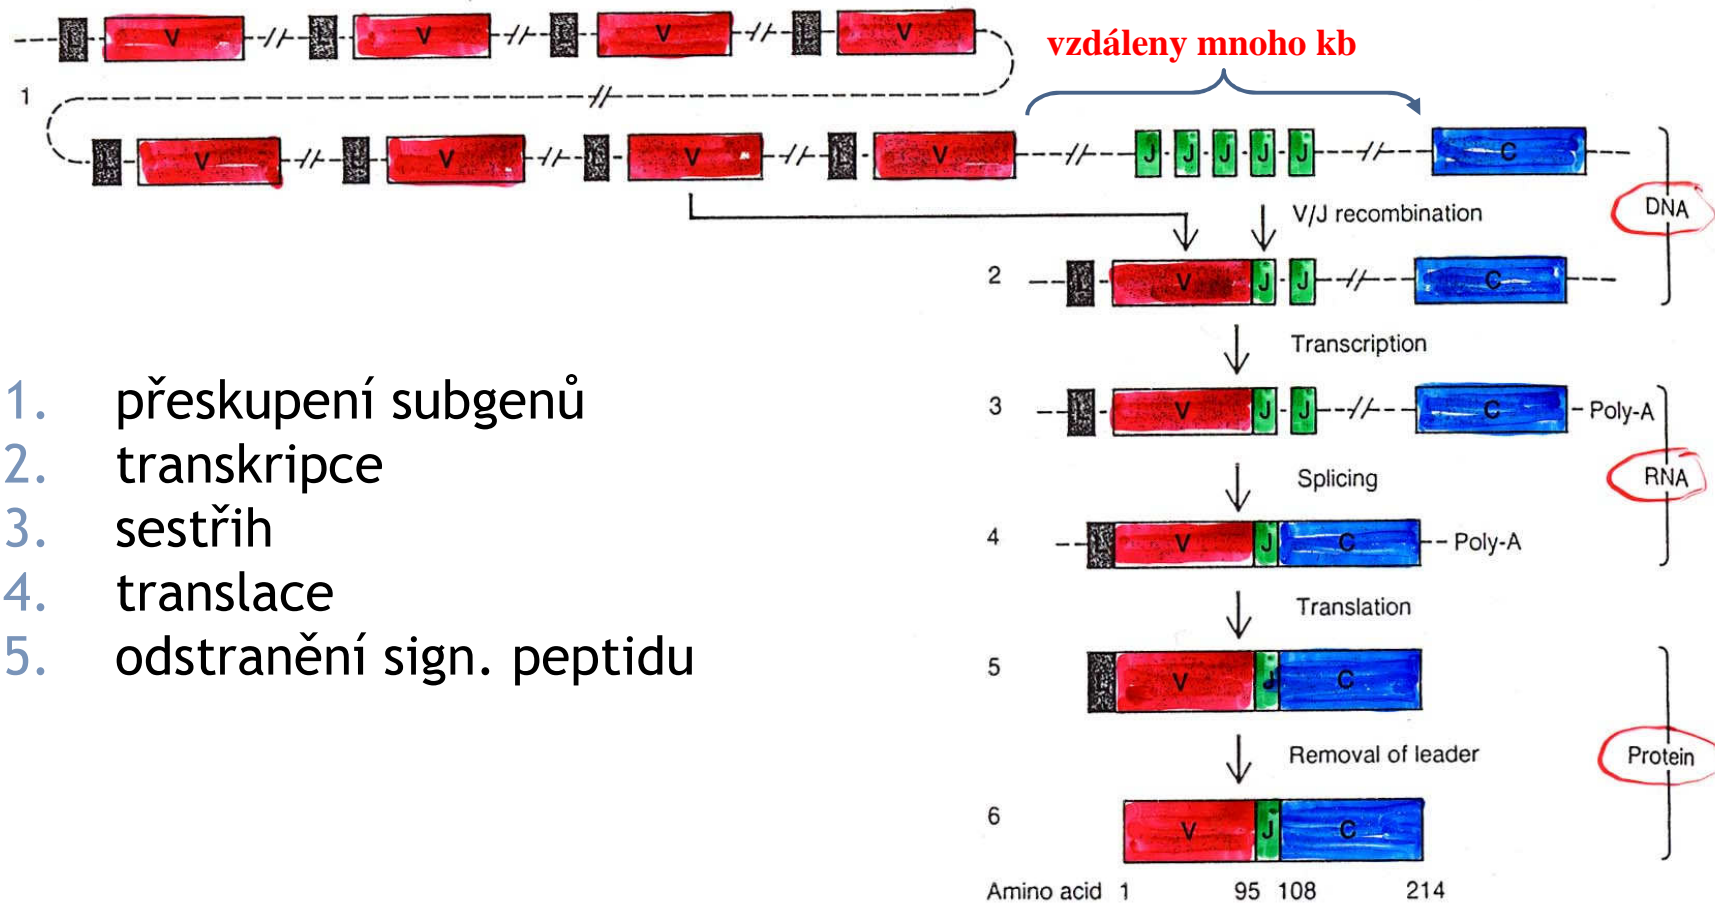 L V L V L V L V
vzdáleny mnoho kb
1
L V L V L V L V J J J J J C
V/J recombination
DNA
2 L V J J C
Transcription
3 L V J J C Poly-A
1. přeskupení subgenů
2. transkripce
3. sestřih
4. translace
5. odstranění sign. peptidu
Splicing
RNA
4 L V J C Poly-A
Translation
5 L V J C
Removal of leader
Protein
6 V J C
Amino acid 1 95 108 214